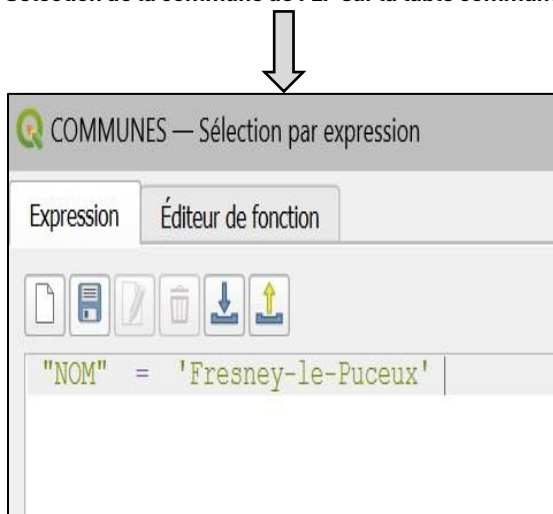 COMMUNES — Sélection par expression
Expression Éditeur de fonction
"NOM" = 'Fresney-le-Puceux'